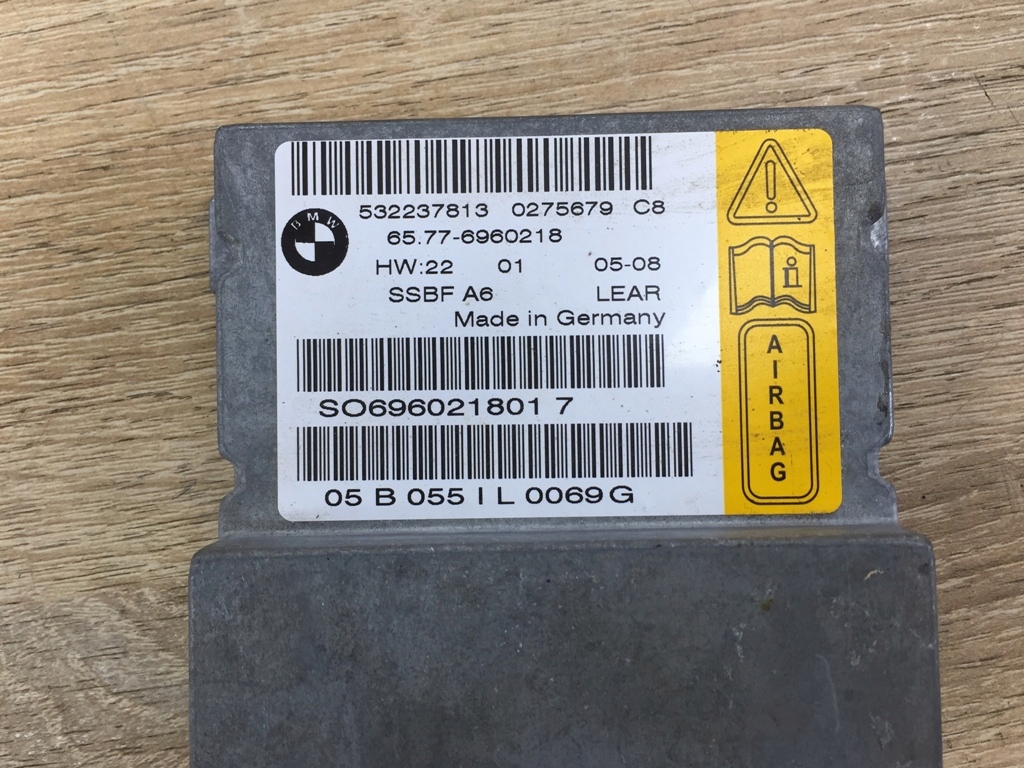 532237813 0275679 C8
BMW
65.77-6960218
HW:22 01 05-08
SSBF A6 LEAR
Made in Germany
SO696021801 7
05 B 055 I L 0069 G
i
AIRBAG